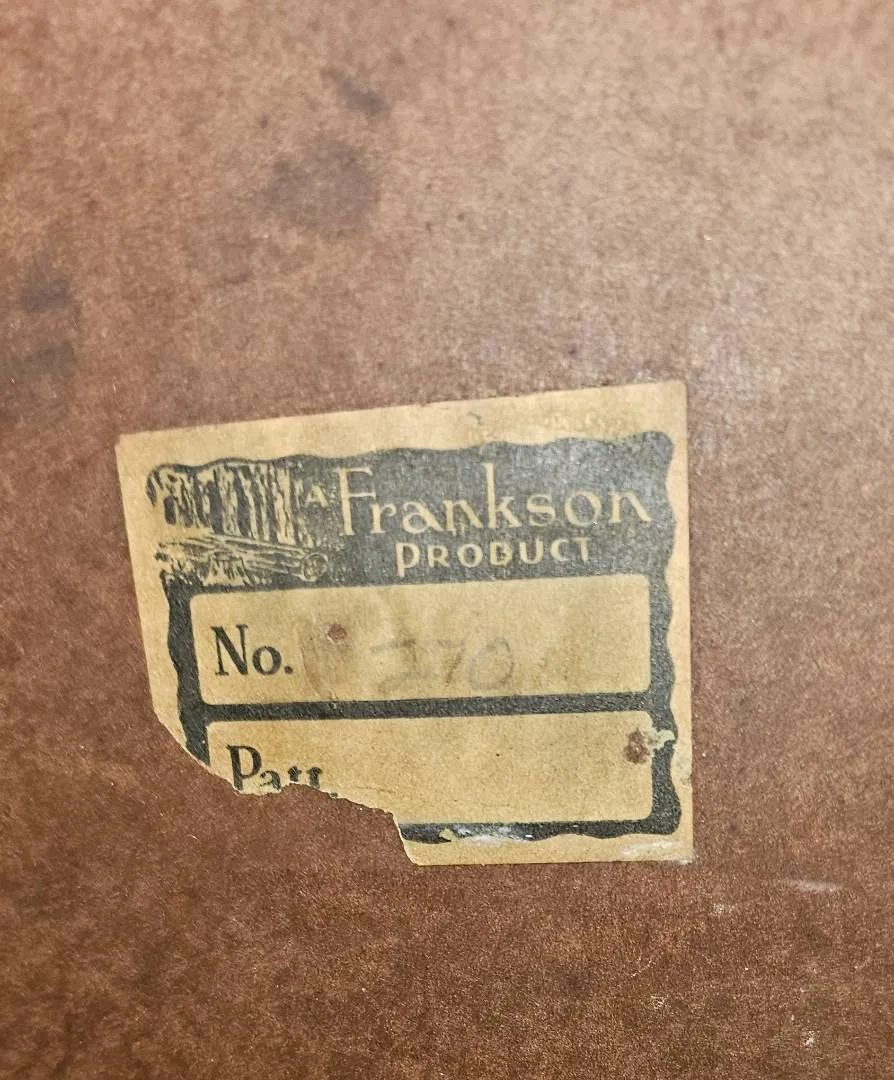 A Frankson
PRODUCT
No. 270
Patt.